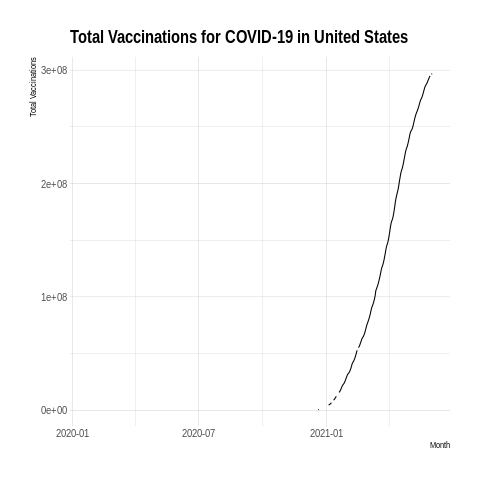 Total Vaccinations for COVID-19 in United States
Total Vaccinations
3e+08
2e+08
1e+08
0e+00
2020-01 2020-07 2021-01
Month